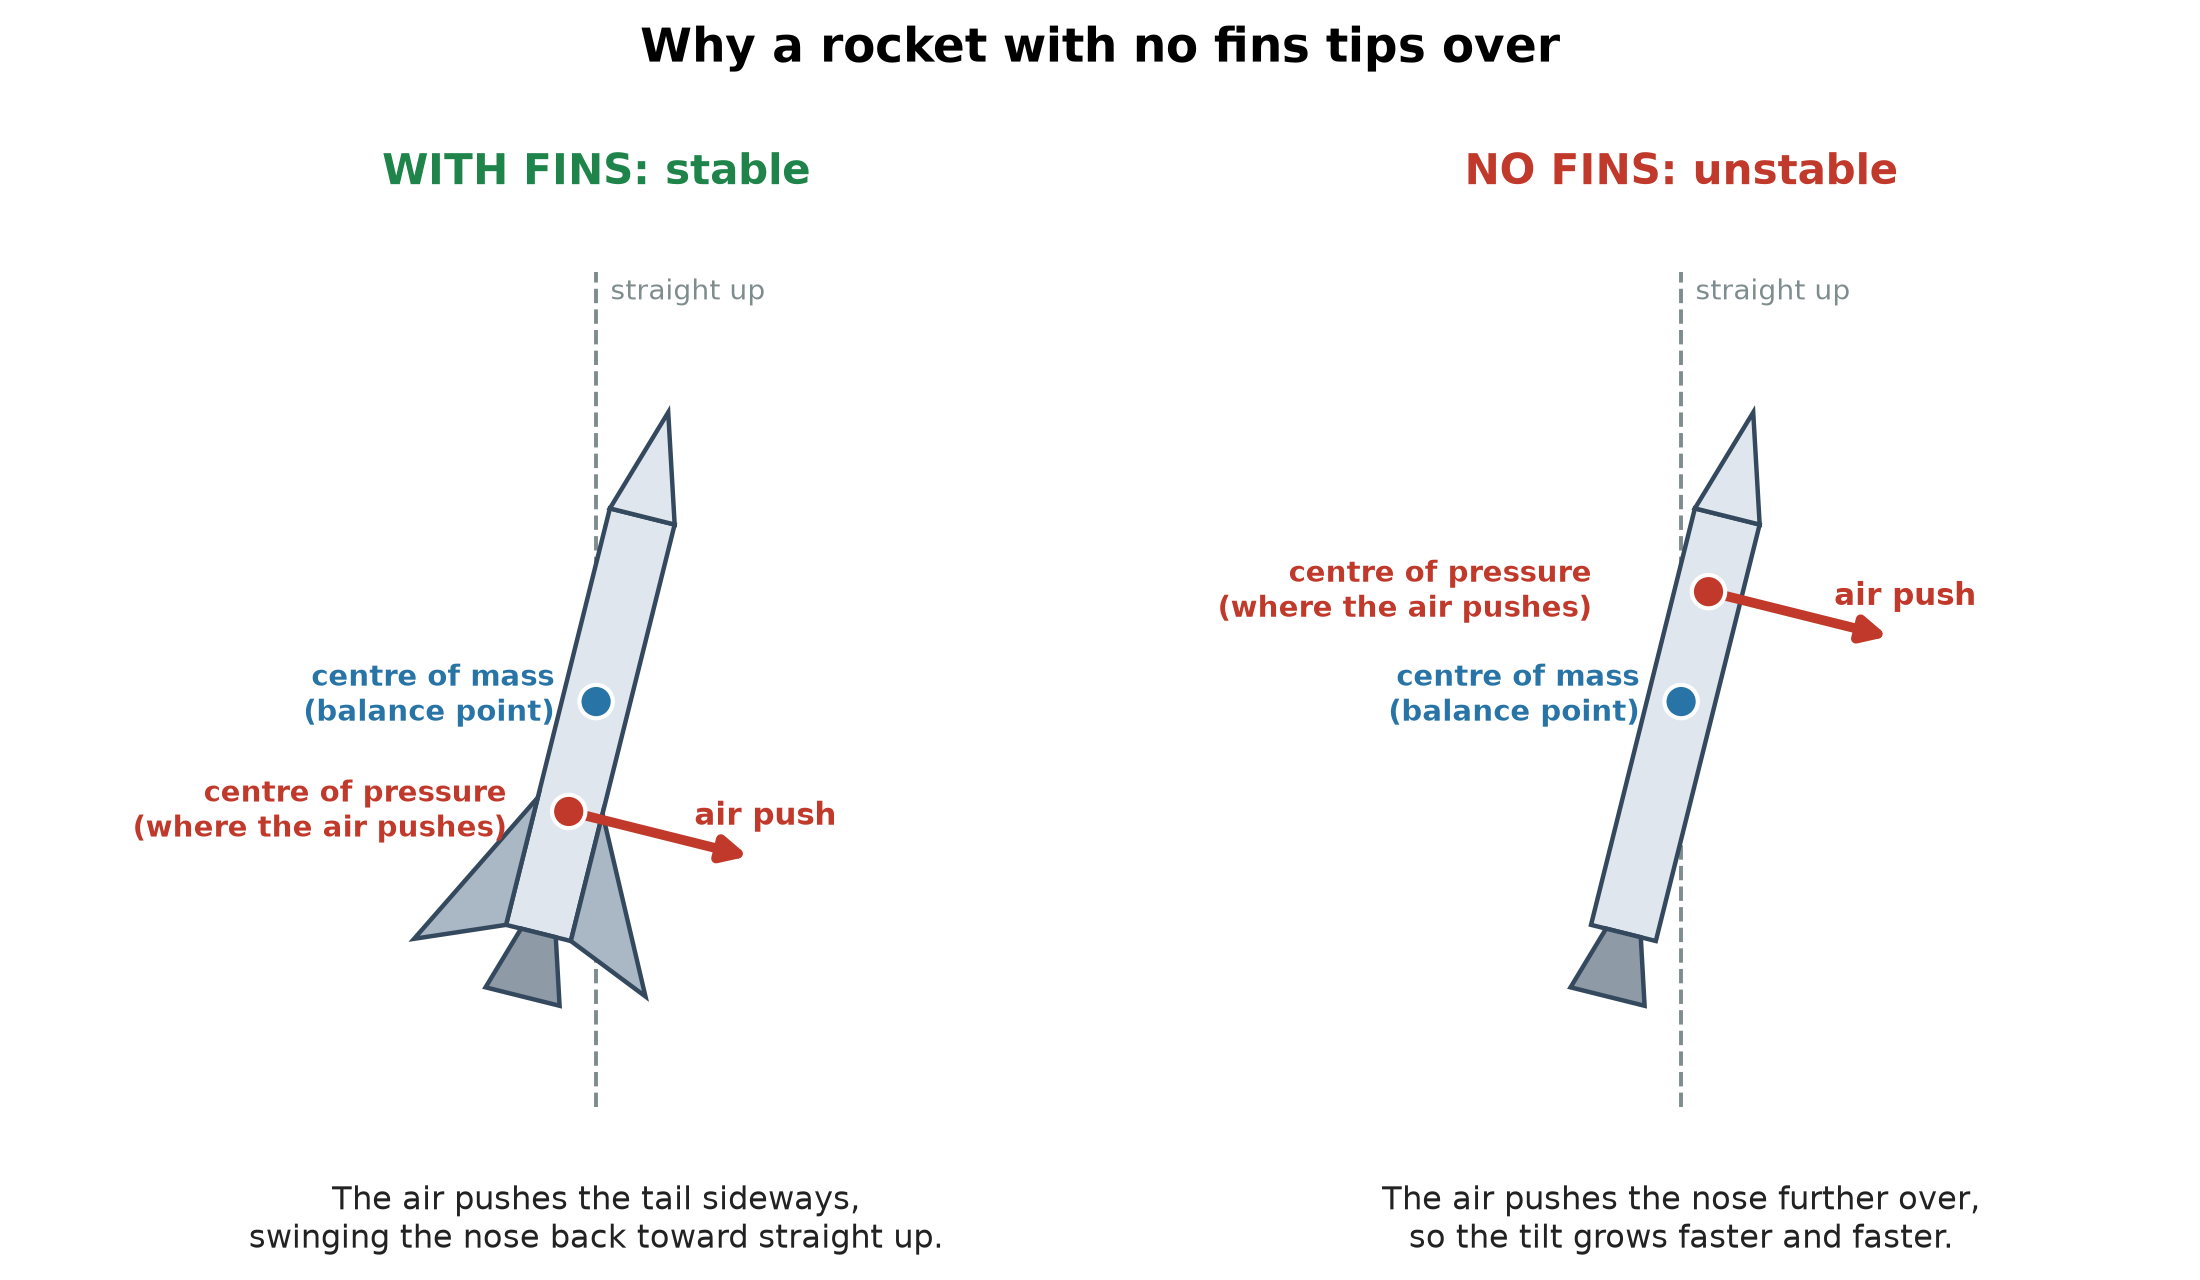 Why a rocket with no fins tips over
WITH FINS: stable
straight up
centre of mass
(balance point)
centre of pressure
(where the air pushes)
air push
The air pushes the tail sideways,
swinging the nose back toward straight up.
NO FINS: unstable
straight up
centre of pressure
(where the air pushes)
air push
centre of mass
(balance point)
The air pushes the nose further over,
so the tilt grows faster and faster.